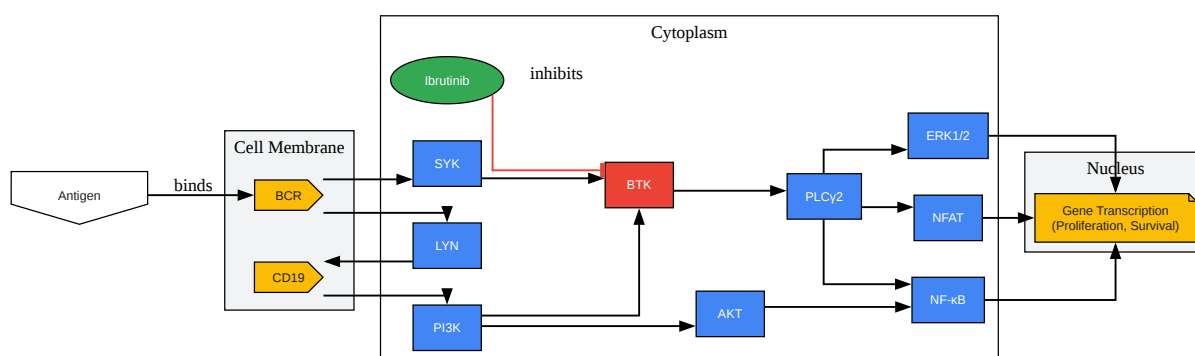 Cytoplasm
Ibrutinib
inhibits
ERK1/2
Cell Membrane
SYK
Nucleus
Antigen
binds
BCR
BTK
PLCγ2
NFAT
Gene Transcription
(Proliferation, Survival)
LYN
CD19
PI3K
AKT
NF-κB